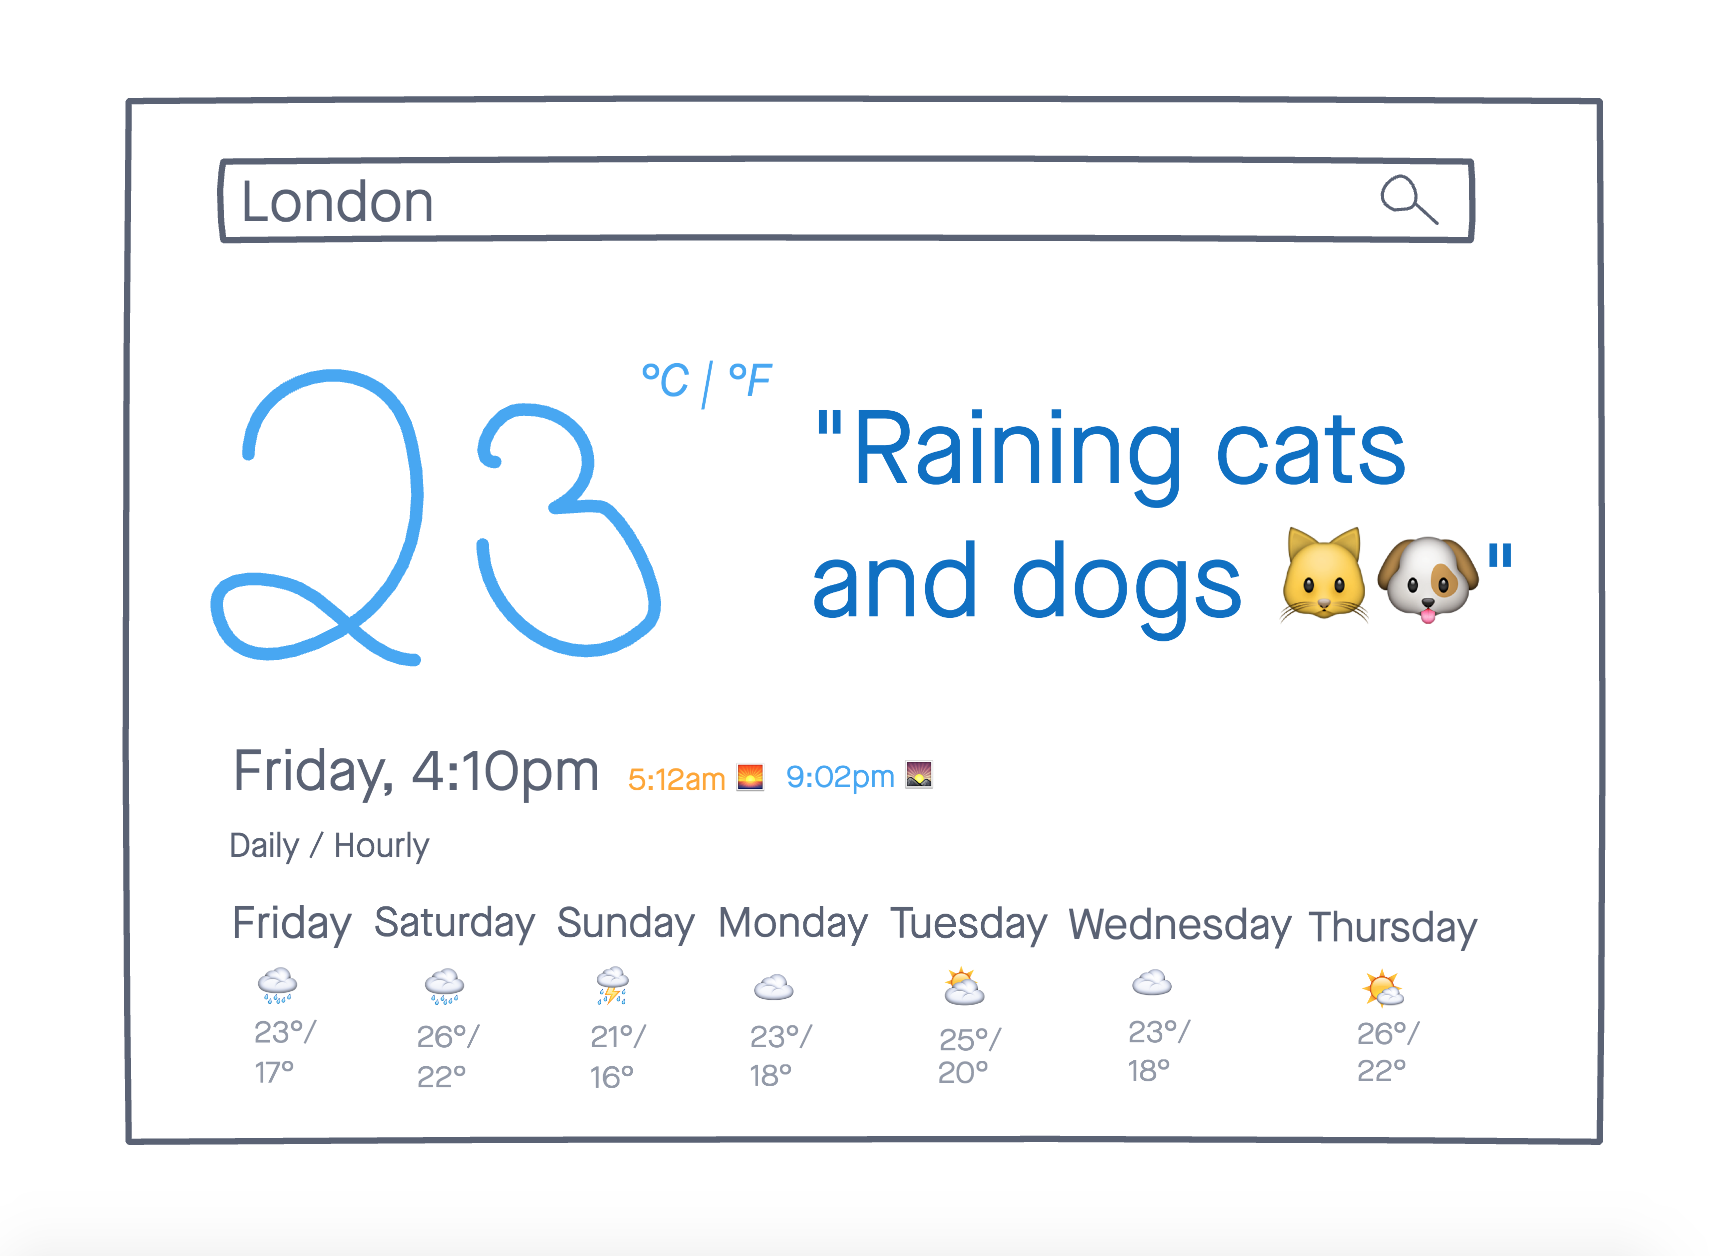 London
23 °C | °F
"Raining cats
and dogs 🐱🐶"
Friday, 4:10pm 5:12am 🌅 9:02pm 🌄
Daily / Hourly
Friday Saturday Sunday Monday Tuesday Wednesday Thursday
23°/ 26°/ 21°/ 23°/ 25°/ 23°/ 26°/
17° 22° 16° 18° 20° 18° 22°